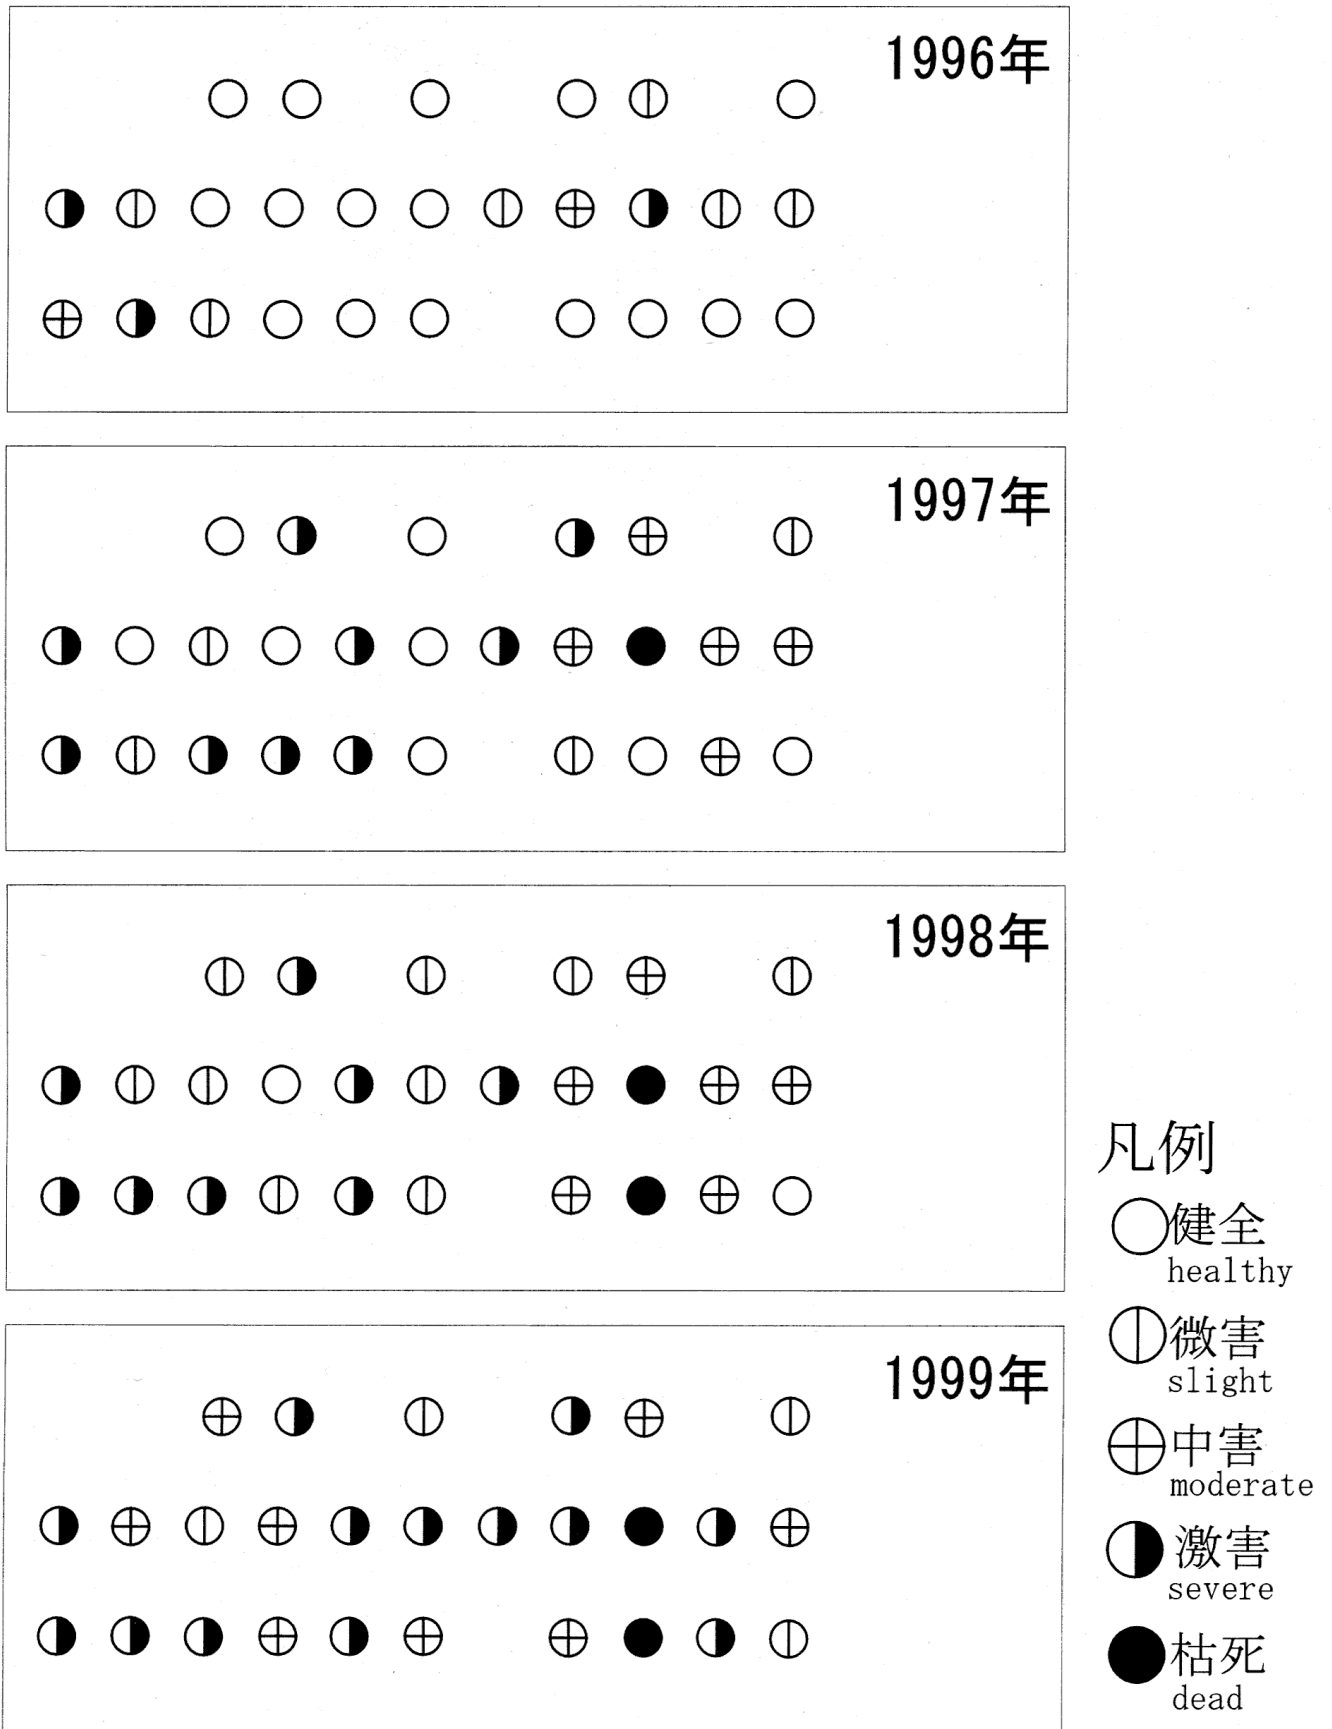 1996年
1997年
1998年
1999年
凡例
健全
healthy
微害
slight
中害
moderate
激害
severe
枯死
dead